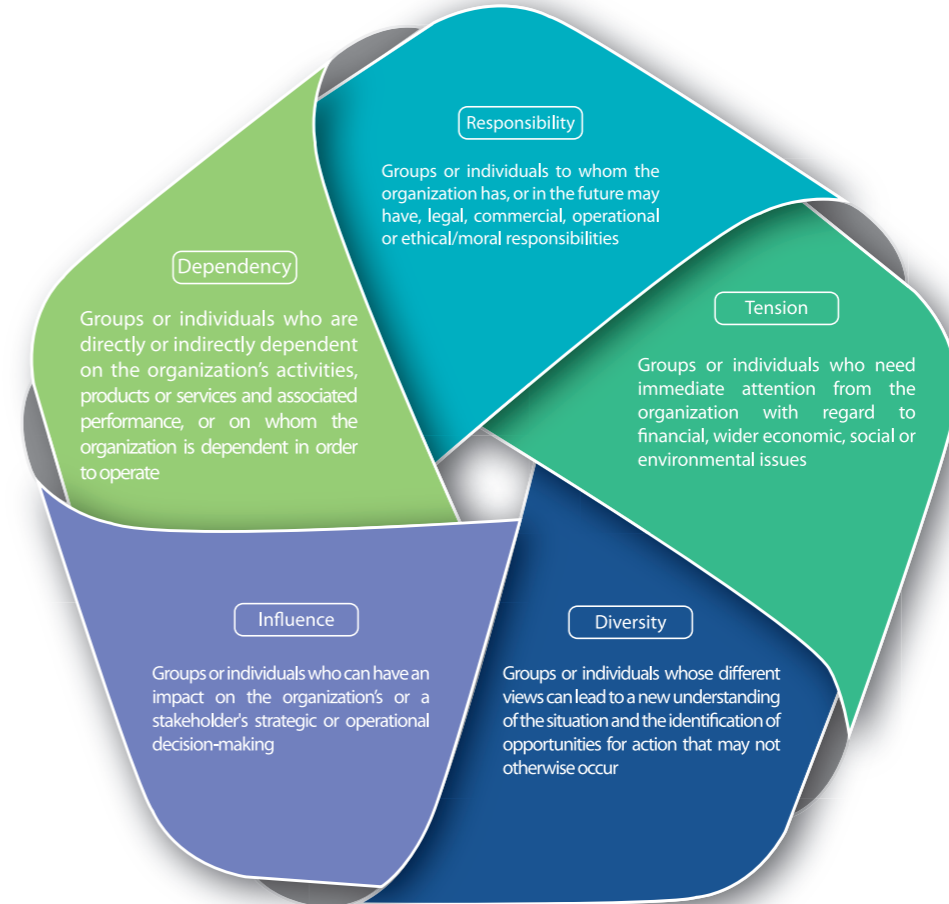 Responsibility
Groups or individuals to whom the
organization has, or in the future may
have, legal, commercial, operational
or ethical/moral responsibilities
Dependency
Groups or individuals who are
directly or indirectly dependent
on the organization's activities,
products or services and associated
performance, or on whom the
organization is dependent in order
to operate
Tension
Groups or individuals who need
immediate attention from the
organization with regard to
financial, wider economic, social or
environmental issues
Influence
Groups or individuals who can have an
impact on the organization's or a
stakeholder's strategic or operational
decision-making
Diversity
Groups or individuals whose different
views can lead to a new understanding
of the situation and the identification of
opportunities for action that may not
otherwise occur